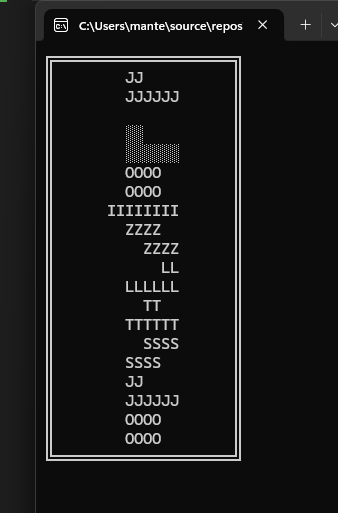 C:\Users\mante\source\repos
JJ
JJJJJJ
░░
░░░░░░
OOOO
OOOO
IIIIIIII
ZZZZ
ZZZZ
LL
LLLLLL
TT
TTTTTT
SSSS
SSSS
JJ
JJJJJJ
OOOO
OOOO